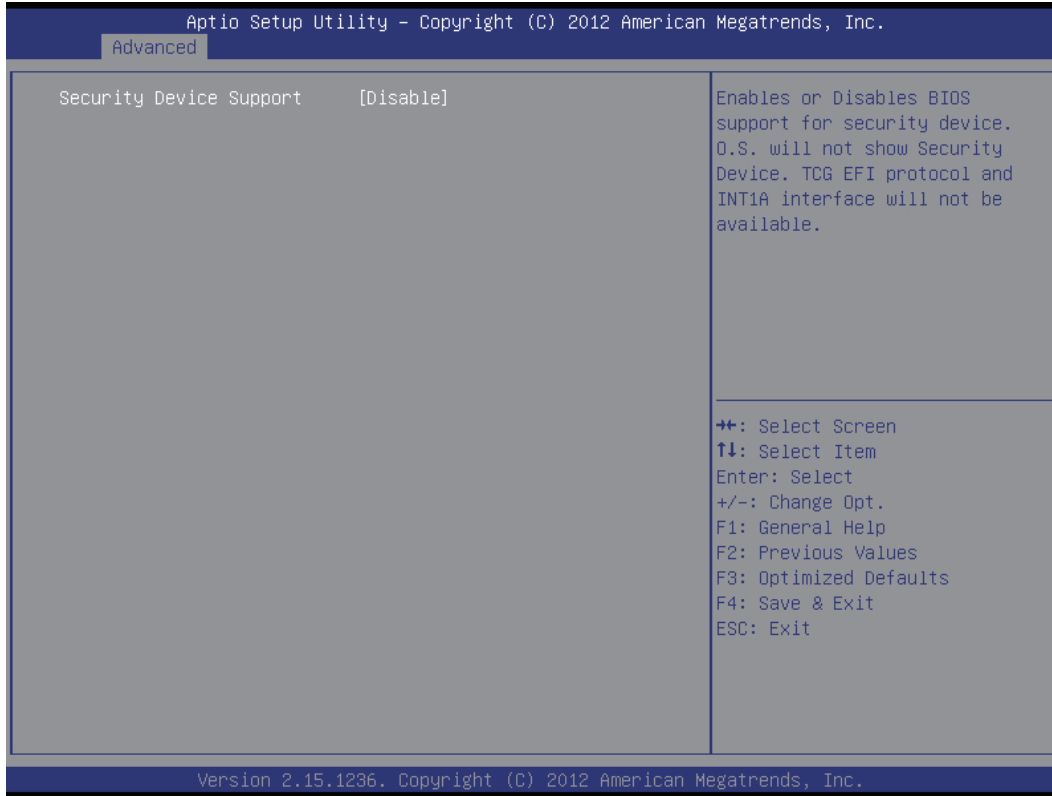 Aptio Setup Utility – Copyright (C) 2012 American Megatrends, Inc.
Advanced
Security Device Support [Disable]
Enables or Disables BIOS
support for security device.
O.S. will not show Security
Device. TCG EFI protocol and
INT1A interface will not be
available.
→←: Select Screen
↑↓: Select Item
Enter: Select
+/-: Change Opt.
F1: General Help
F2: Previous Values
F3: Optimized Defaults
F4: Save & Exit
ESC: Exit
Version 2.15.1236. Copyright (C) 2012 American Megatrends, Inc.